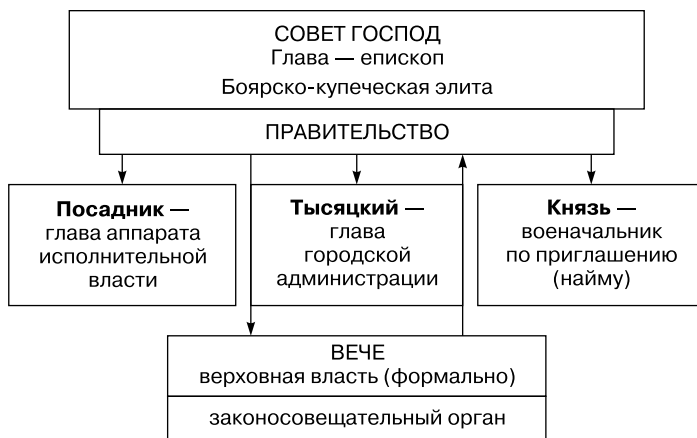 СОВЕТ ГОСПОД
Глава — епископ
Боярско-купеческая элита
ПРАВИТЕЛЬСТВО
Посадник —
глава аппарата
исполнительной
власти
Тысяцкий —
глава
городской
администрации
Князь —
военачальник
по приглашению
(найму)
ВЕЧЕ
верховная власть (формально)
законосовещательный орган